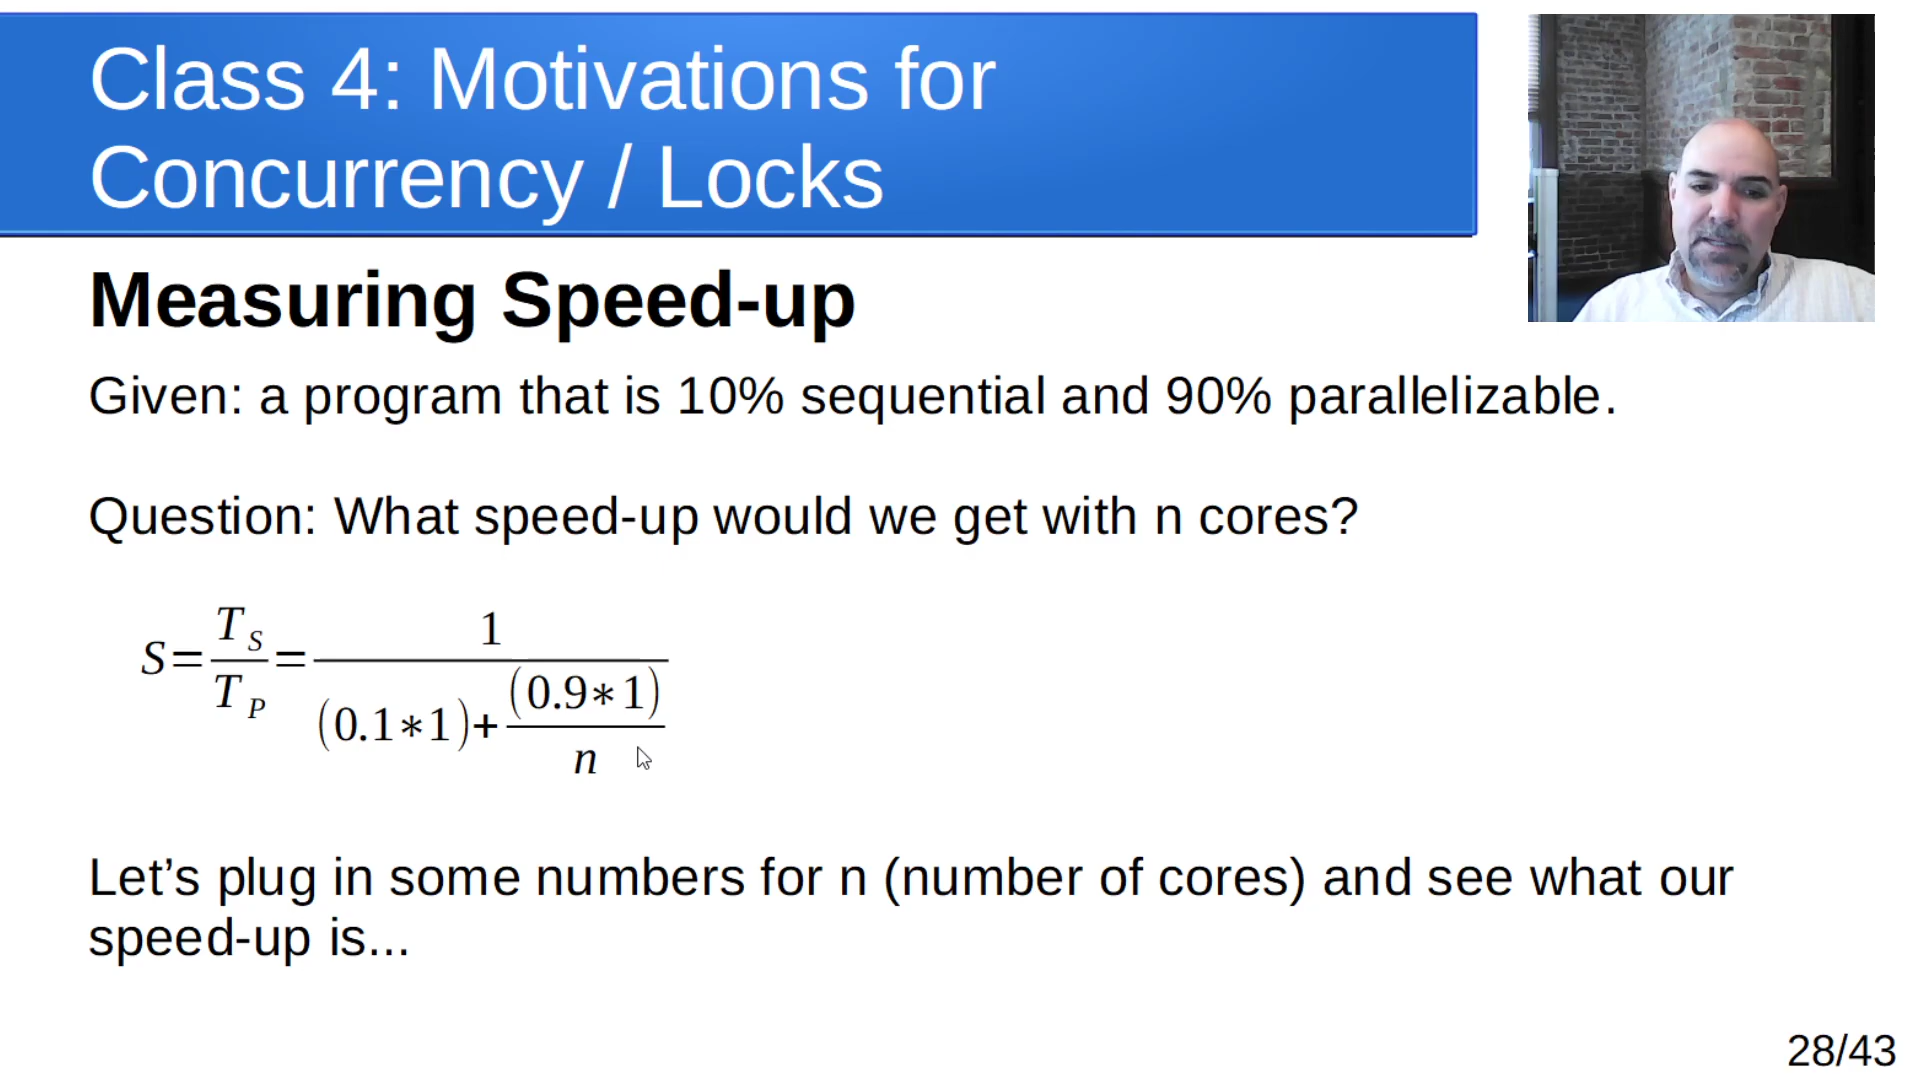 Class 4: Motivations for
Concurrency / Locks
Measuring Speed-up
Given: a program that is 10% sequential and 90% parallelizable.
Question: What speed-up would we get with n cores?
S = T_S / T_P = 1 / ((0.1∗1) + (0.9∗1) / n)
Let’s plug in some numbers for n (number of cores) and see what our
speed-up is...
28/43